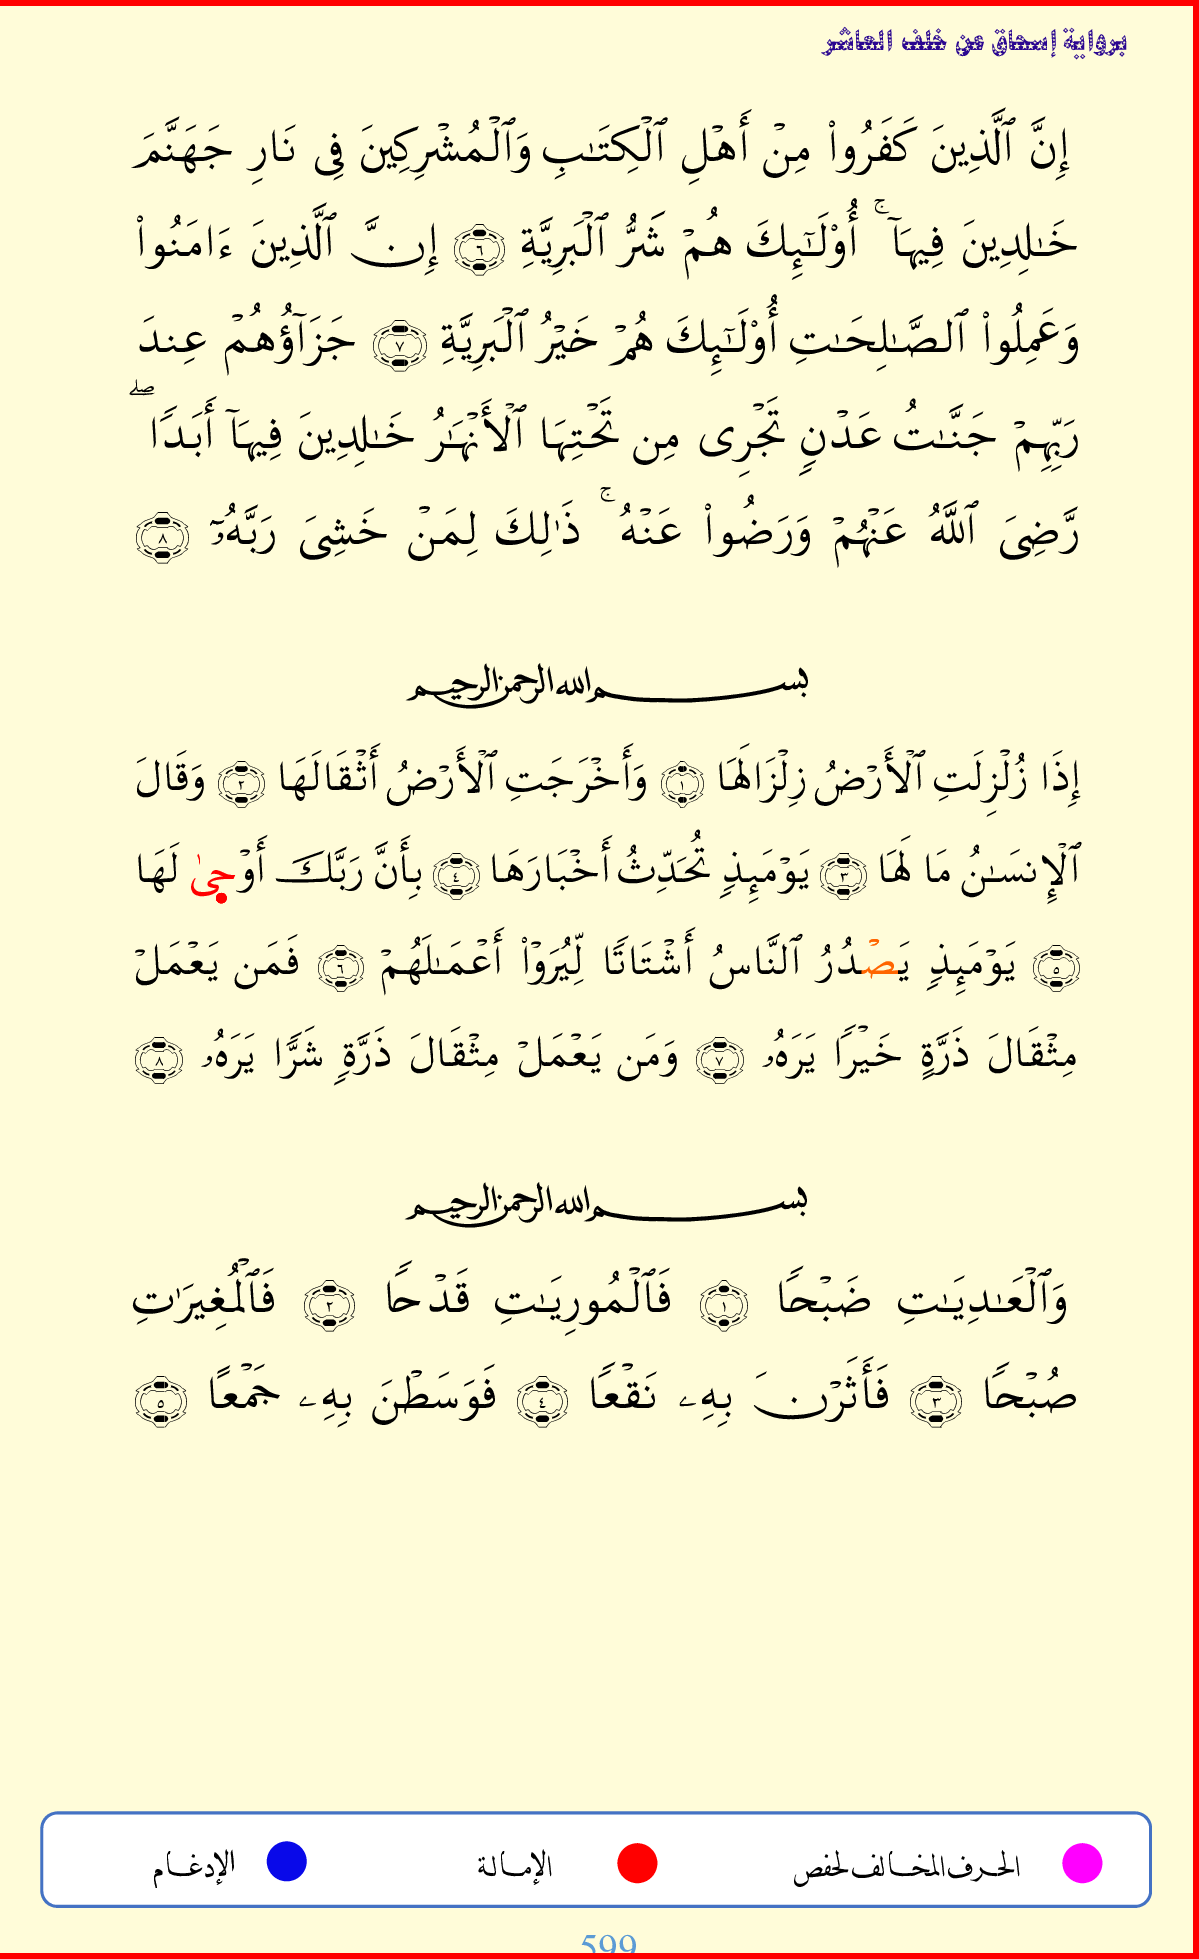 برواية إسحاق عن خلف العاشر
إِنَّ ٱلَّذِينَ كَفَرُواْ مِنۡ أَهۡلِ ٱلۡكِتَٰبِ وَٱلۡمُشۡرِكِينَ فِى نَارِ جَهَنَّمَ
خَٰلِدِينَ فِيهَآۚ أُوْلَٰٓئِكَ هُمۡ شَرُّ ٱلۡبَرِيَّةِ ٦ إِنَّ ٱلَّذِينَ ءَامَنُواْ
وَعَمِلُواْ ٱلصَّٰلِحَٰتِ أُوْلَٰٓئِكَ هُمۡ خَيۡرُ ٱلۡبَرِيَّةِ ٧ جَزَآؤُهُمۡ عِندَ
رَبِّهِمۡ جَنَّٰتُ عَدۡنٍ تَجۡرِى مِن تَحۡتِهَا ٱلۡأَنۡهَٰرُ خَٰلِدِينَ فِيهَآ أَبَدًاۖ
رَّضِىَ ٱللَّهُ عَنۡهُمۡ وَرَضُواْ عَنۡهُۚ ذَٰلِكَ لِمَنۡ خَشِىَ رَبَّهُۥ ٨
بسم الله الرحمن الرحيم
إِذَا زُلۡزِلَتِ ٱلۡأَرۡضُ زِلۡزَالَهَا ١ وَأَخۡرَجَتِ ٱلۡأَرۡضُ أَثۡقَالَهَا ٢ وَقَالَ
ٱلۡإِنسَٰنُ مَا لَهَا ٣ يَوۡمَئِذٍ تُحَدِّثُ أَخۡبَارَهَا ٤ بِأَنَّ رَبَّكَ أَوۡحٜىٰ لَهَا
٥ يَوۡمَئِذٍ يَصۡدُرُ ٱلنَّاسُ أَشۡتَاتًا لِّيُرَوۡاْ أَعۡمَٰلَهُمۡ ٦ فَمَن يَعۡمَلۡ
مِثۡقَالَ ذَرَّةٍ خَيۡرًا يَرَهُۥ ٧ وَمَن يَعۡمَلۡ مِثۡقَالَ ذَرَّةٍ شَرًّا يَرَهُۥ ٨
بسم الله الرحمن الرحيم
وَٱلۡعَٰدِيَٰتِ ضَبۡحًا ١ فَٱلۡمُورِيَٰتِ قَدۡحًا ٢ فَٱلۡمُغِيرَٰتِ
صُبۡحًا ٣ فَأَثَرۡنَ بِهِۦ نَقۡعًا ٤ فَوَسَطۡنَ بِهِۦ جَمۡعًا ٥
الحرف المخالف لحفص الإمالة الإدغام
599